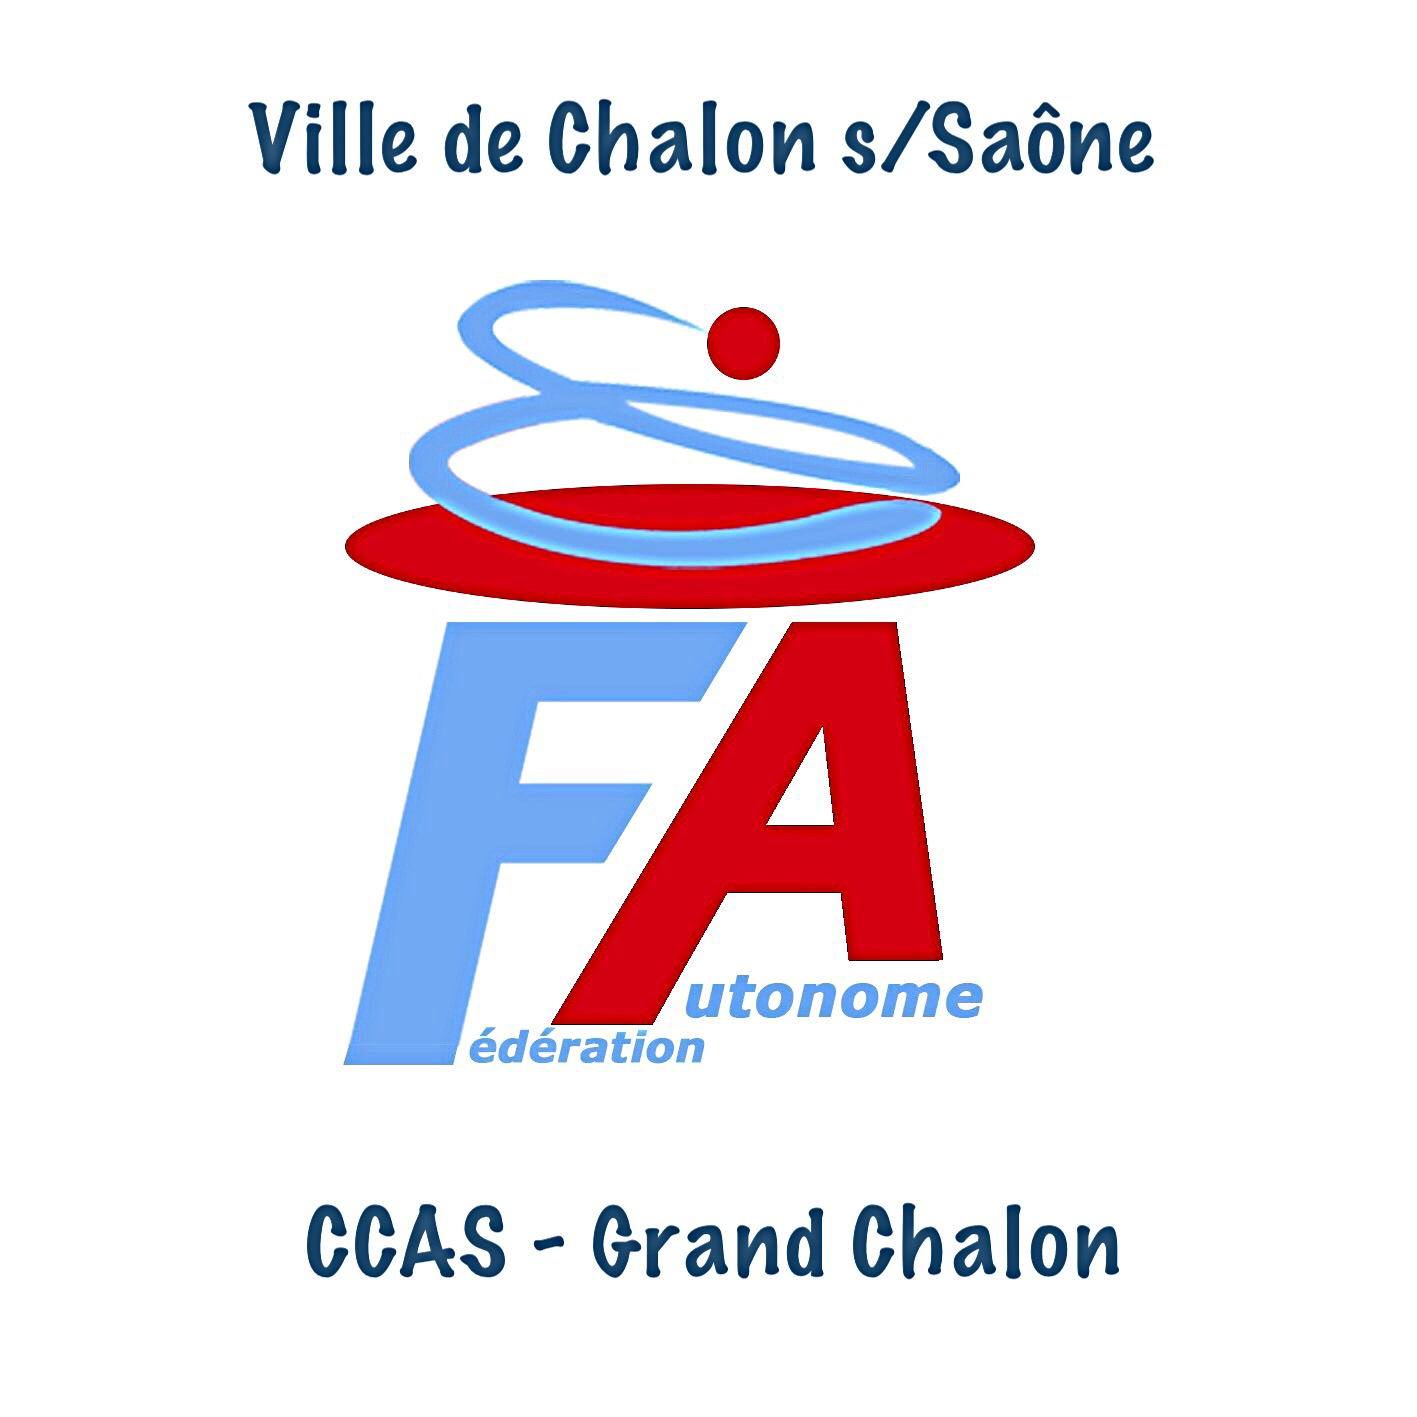 Ville de Chalon s/Saône
FA
utonome
édération
CCAS - Grand Chalon